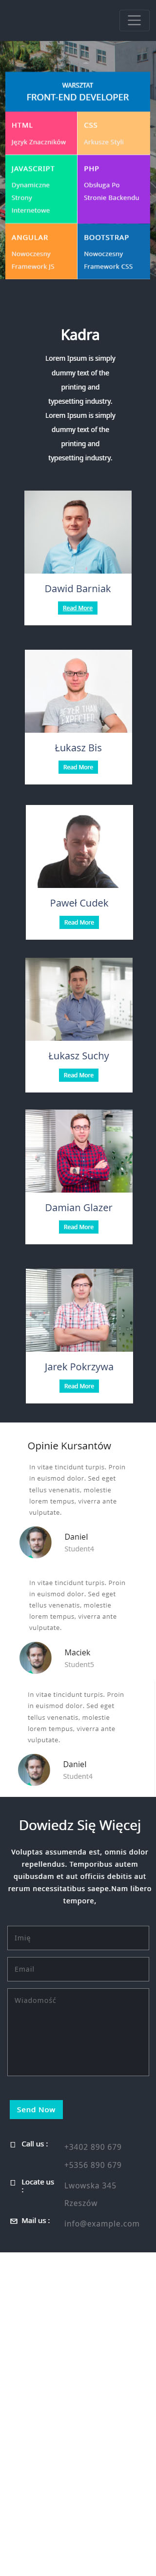 WARSZTAT
FRONT-END DEVELOPER
HTML
Język Znaczników
CSS
Arkusze Styli
JAVASCRIPT
Dynamiczne
Strony
Internetowe
PHP
Obsługa Po
Stronie Backendu
ANGULAR
Nowoczesny
Framework JS
BOOTSTRAP
Nowoczesny
Framework CSS
Kadra
Lorem Ipsum is simply
dummy text of the
printing and
typesetting industry.
Lorem Ipsum is simply
dummy text of the
printing and
typesetting industry.
Dawid Barniak
Read More
Łukasz Bis
Read More
Paweł Cudek
Read More
Łukasz Suchy
Read More
Damian Glazer
Read More
Jarek Pokrzywa
Read More
Opinie Kursantów
In vitae tincidunt turpis. Proin
in euismod dolor. Sed eget
tellus venenatis, molestie
lorem tempus, viverra ante
vulputate.
Daniel
Student4
In vitae tincidunt turpis. Proin
in euismod dolor. Sed eget
tellus venenatis, molestie
lorem tempus, viverra ante
vulputate.
Maciek
Student5
In vitae tincidunt turpis. Proin
in euismod dolor. Sed eget
tellus venenatis, molestie
lorem tempus, viverra ante
vulputate.
Daniel
Student4
Dowiedz Się Więcej
Voluptas assumenda est, omnis dolor
repellendus. Temporibus autem
quibusdam et aut officiis debitis aut
rerum necessitatibus saepe.Nam libero
tempore,
Imię
Email
Wiadomość
Send Now
Call us :
+3402 890 679
+5356 890 679
Locate us
:
Lwowska 345
Rzeszów
Mail us :
info@example.com